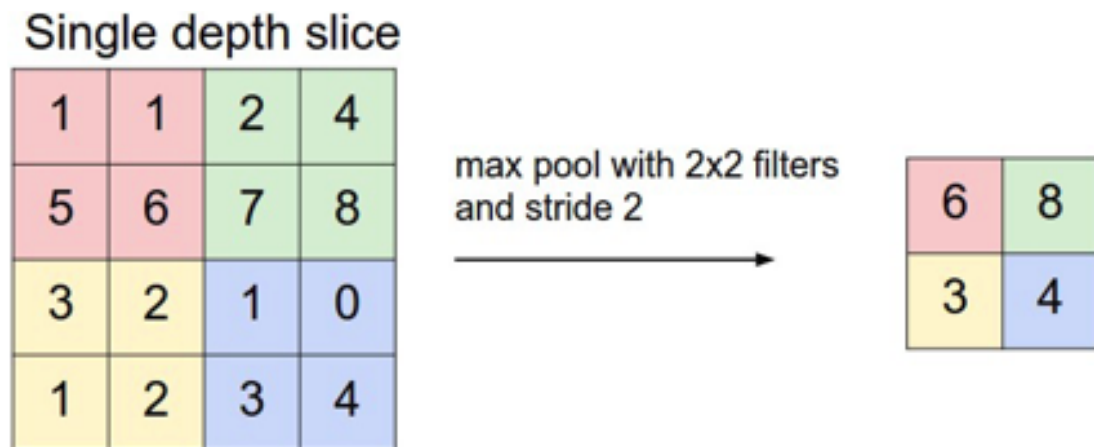 Single depth slice
1 1 2 4
5 6 7 8
3 2 1 0
1 2 3 4
max pool with 2x2 filters
and stride 2
6 8
3 4